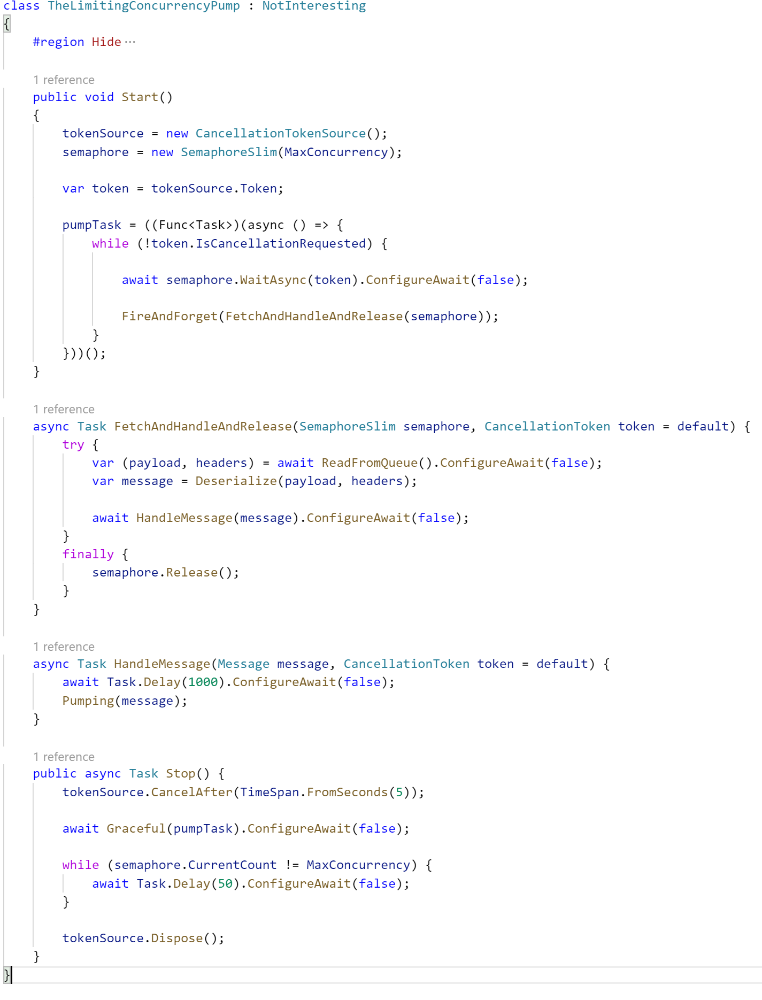 class TheLimitingConcurrencyPump : NotInteresting
{
#region Hide ···
1 reference
public void Start()
{
tokenSource = new CancellationTokenSource();
semaphore = new SemaphoreSlim(MaxConcurrency);
var token = tokenSource.Token;
pumpTask = ((Func<Task>)(async () => {
while (!token.IsCancellationRequested) {
await semaphore.WaitAsync(token).ConfigureAwait(false);
FireAndForget(FetchAndHandleAndRelease(semaphore));
}
}))();
}
1 reference
async Task FetchAndHandleAndRelease(SemaphoreSlim semaphore, CancellationToken token = default) {
try {
var (payload, headers) = await ReadFromQueue().ConfigureAwait(false);
var message = Deserialize(payload, headers);
await HandleMessage(message).ConfigureAwait(false);
}
finally {
semaphore.Release();
}
}
1 reference
async Task HandleMessage(Message message, CancellationToken token = default) {
await Task.Delay(1000).ConfigureAwait(false);
Pumping(message);
}
1 reference
public async Task Stop() {
tokenSource.CancelAfter(TimeSpan.FromSeconds(5));
await Graceful(pumpTask).ConfigureAwait(false);
while (semaphore.CurrentCount != MaxConcurrency) {
await Task.Delay(50).ConfigureAwait(false);
}
tokenSource.Dispose();
}
}